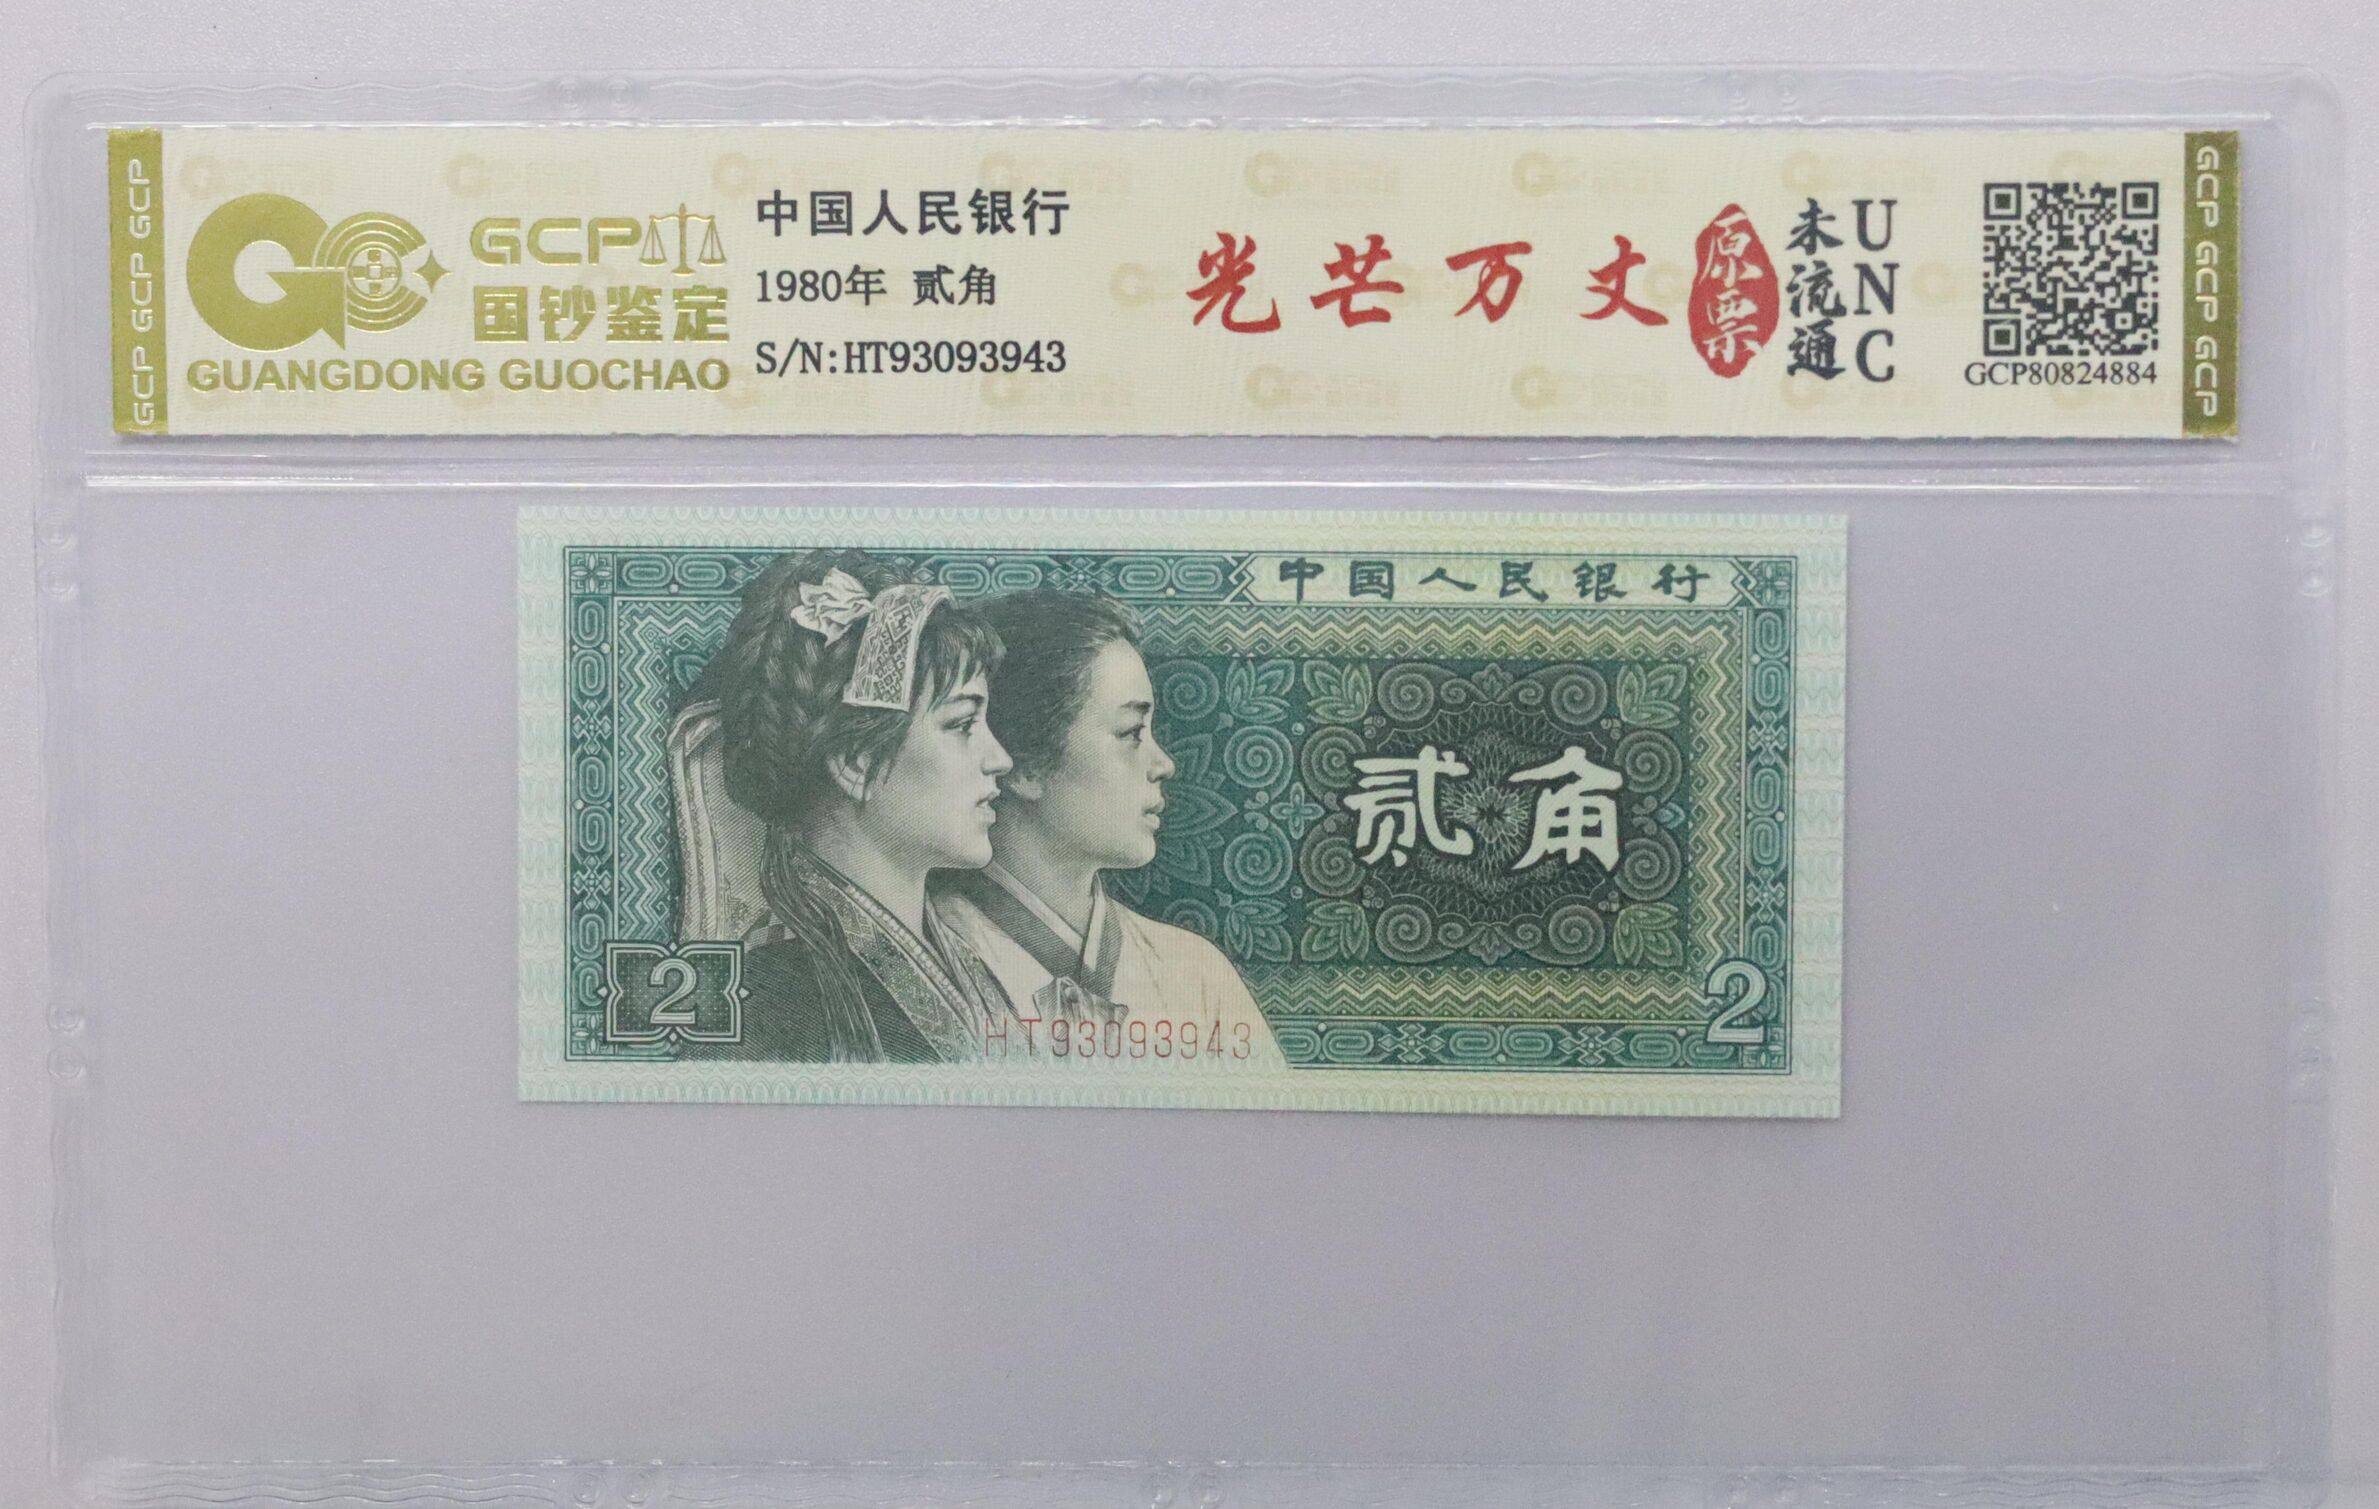 GCP GCP GCP
GCP
国钞鉴定
GUANGDONG GUOCHAO
中国人民银行
1980年 贰角
S/N:HT93093943
光芒万丈
原票
未流通
UNC
GCP80824884
GCP GCP GCP
中国人民银行
贰角
2
2
HT93093943